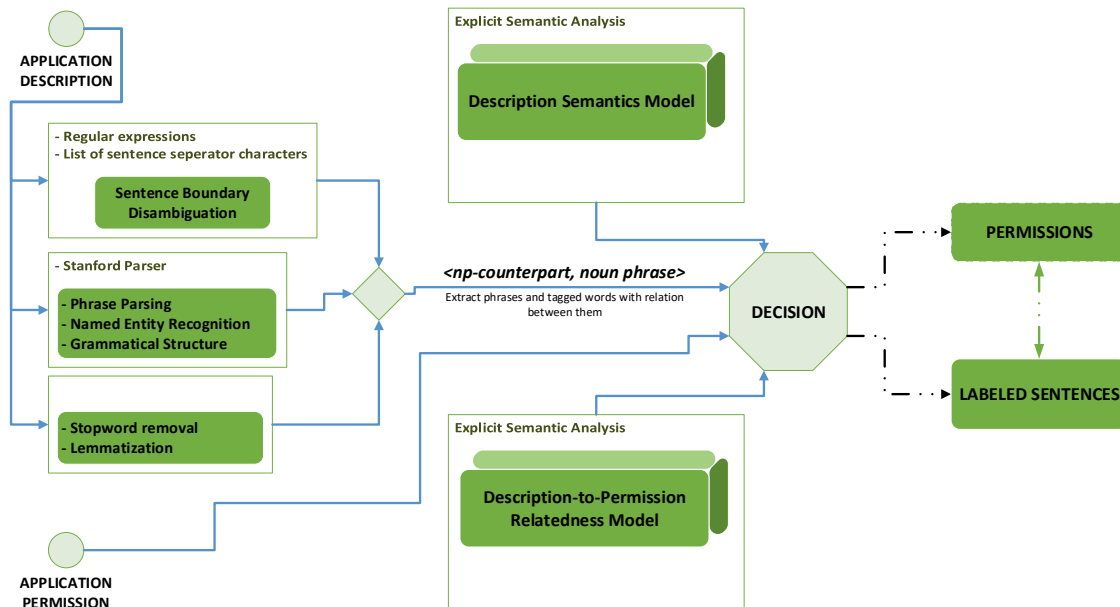 APPLICATION
DESCRIPTION
- Regular expressions
- List of sentence seperator characters
Sentence Boundary
Disambiguation
- Stanford Parser
- Phrase Parsing
- Named Entity Recognition
- Grammatical Structure
- Stopword removal
- Lemmatization
APPLICATION
PERMISSION
Explicit Semantic Analysis
Description Semantics Model
<np-counterpart, noun phrase>
Extract phrases and tagged words with relation
between them
DECISION
Explicit Semantic Analysis
Description-to-Permission
Relatedness Model
PERMISSIONS
LABELED SENTENCES